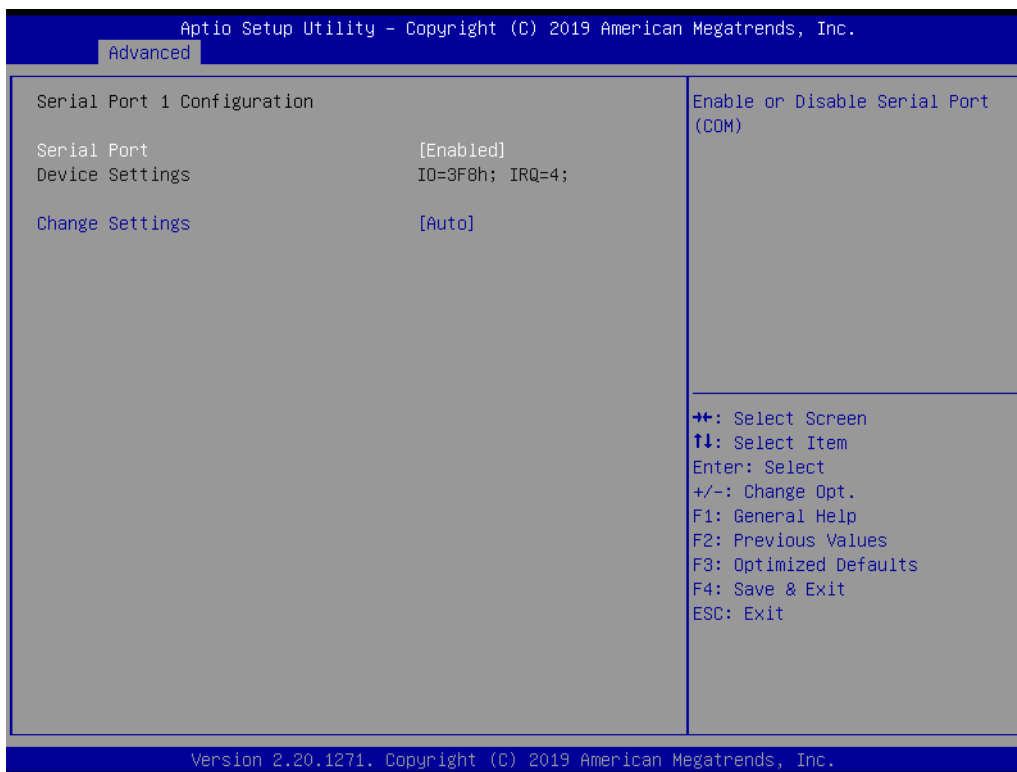 Aptio Setup Utility – Copyright (C) 2019 American Megatrends, Inc.
Advanced
Serial Port 1 Configuration
Serial Port [Enabled]
Device Settings IO=3F8h; IRQ=4;
Change Settings [Auto]
Enable or Disable Serial Port
(COM)
→←: Select Screen
↑↓: Select Item
Enter: Select
+/-: Change Opt.
F1: General Help
F2: Previous Values
F3: Optimized Defaults
F4: Save & Exit
ESC: Exit
Version 2.20.1271. Copyright (C) 2019 American Megatrends, Inc.